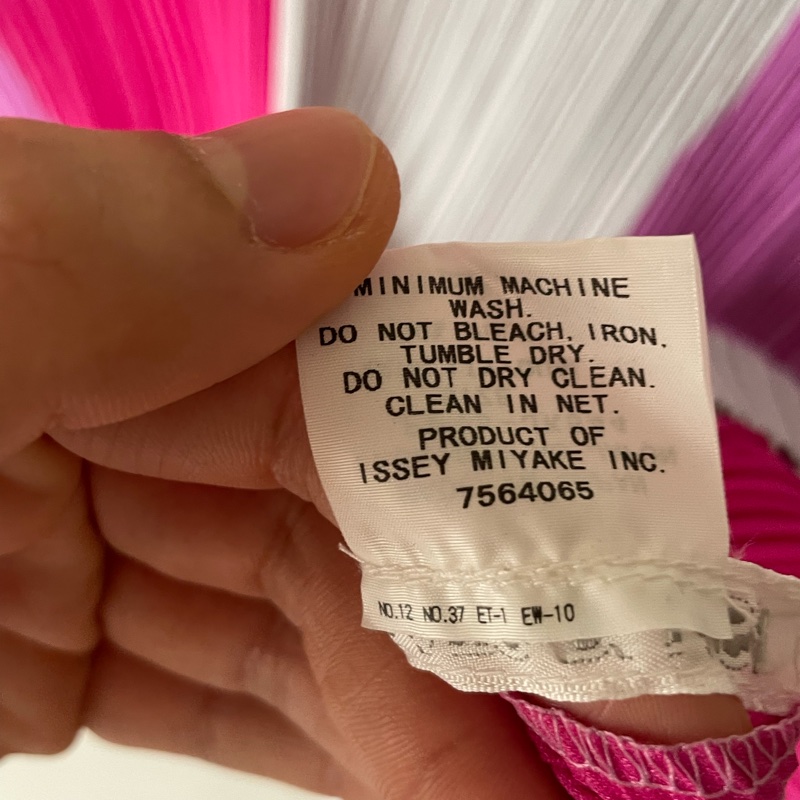 MINIMUM MACHINE
WASH.
DO NOT BLEACH, IRON,
TUMBLE DRY.
DO NOT DRY CLEAN.
CLEAN IN NET.
PRODUCT OF
ISSEY MIYAKE INC.
7564065
NO.12 NO.37 ET-1 EW-10